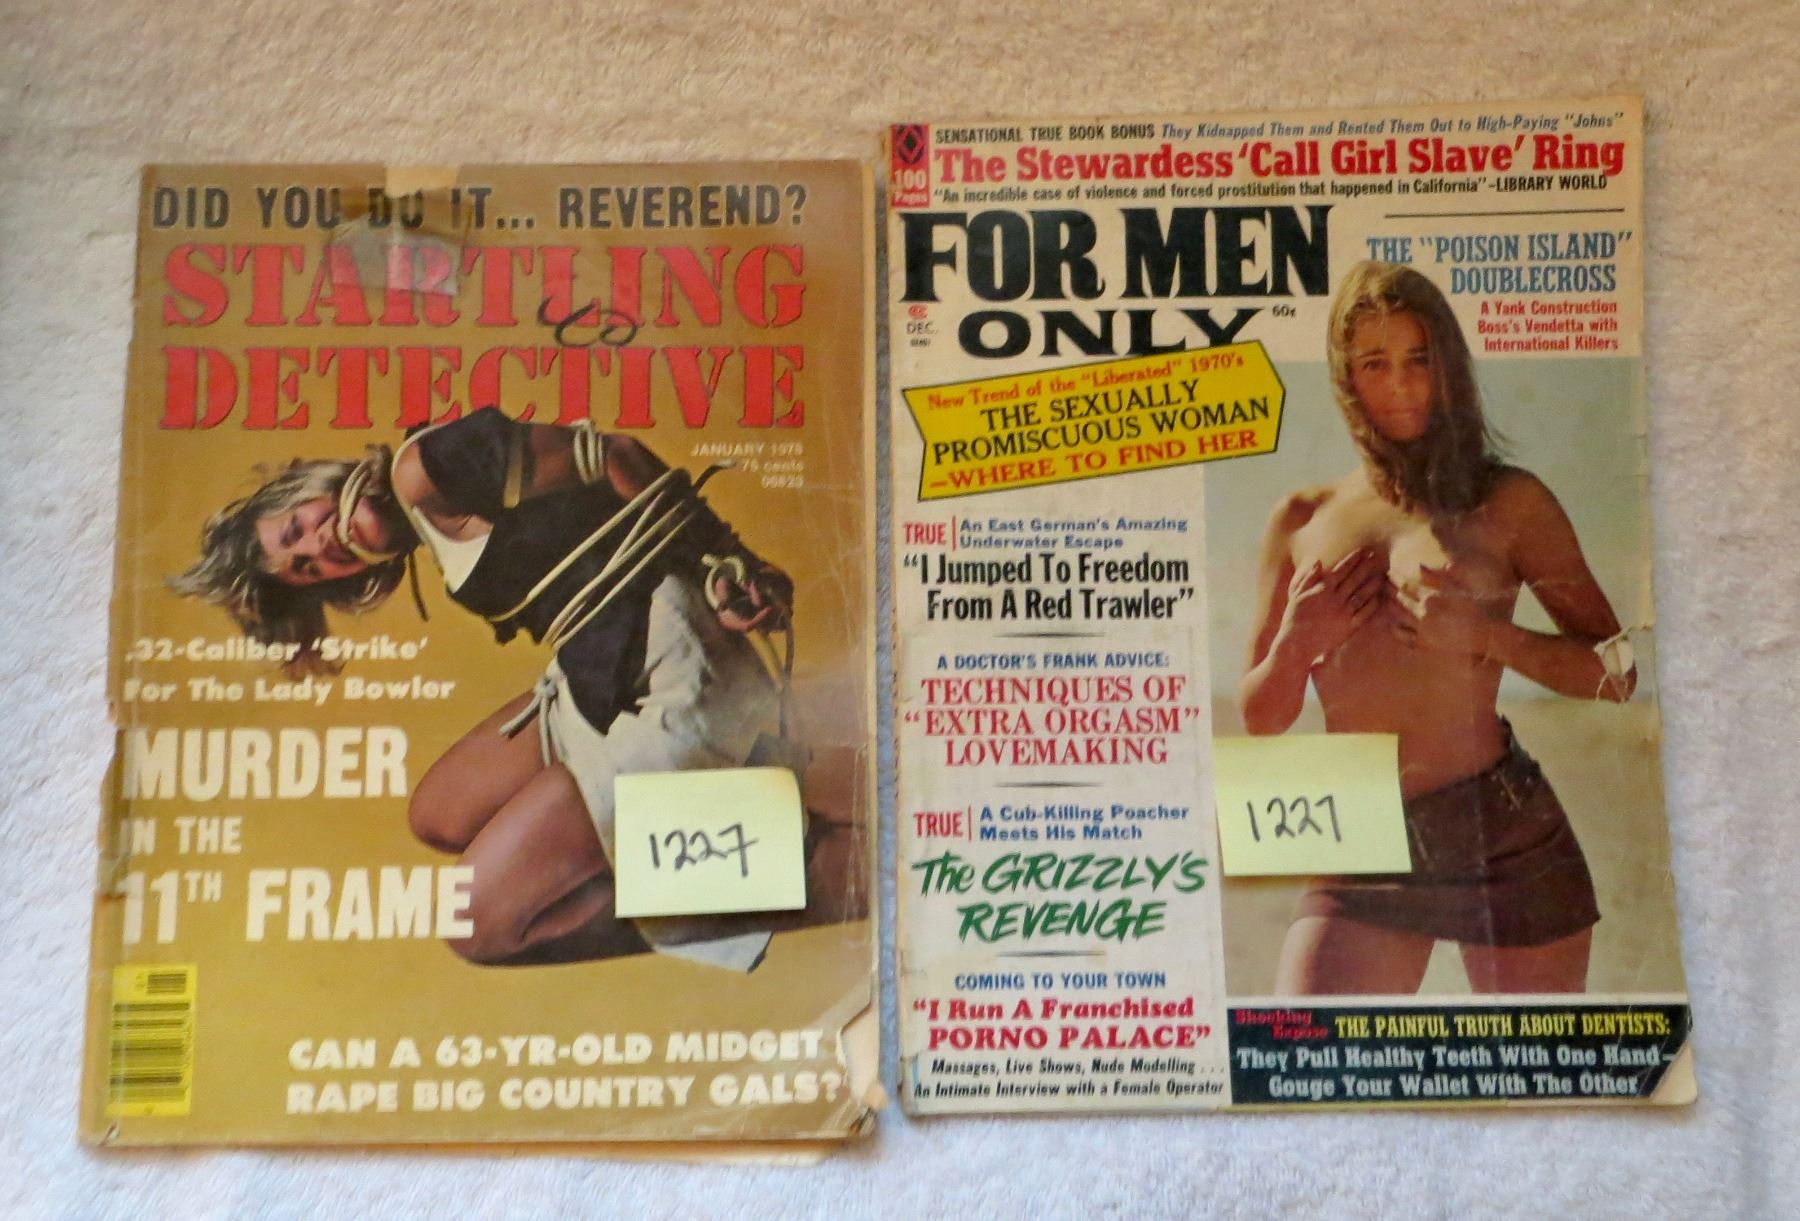 DID YOU DO IT... REVEREND?
STARTLING
DETECTIVE
JANUARY 1978
75 cents
06823
.32-Caliber 'Strike'
For The Lady Bowler
MURDER
IN THE
11TH FRAME
1227
CAN A 63-YR-OLD MIDGET
RAPE BIG COUNTRY GALS?
100
Pages
SENSATIONAL TRUE BOOK BONUS They Kidnapped Them and Rented Them Out to High-Paying "Johns"
The Stewardess 'Call Girl Slave' Ring
"An incredible case of violence and forced prostitution that happened in California"-LIBRARY WORLD
FOR MEN
ONLY
DEC.
60¢
THE "POISON ISLAND"
DOUBLECROSS
A Yank Construction
Boss's Vendetta with
International Killers
New Trend of the "Liberated" 1970's
THE SEXUALLY
PROMISCUOUS WOMAN
-WHERE TO FIND HER
TRUE
An East German's Amazing
Underwater Escape
"I Jumped To Freedom
From A Red Trawler"
A DOCTOR'S FRANK ADVICE:
TECHNIQUES OF
"EXTRA ORGASM"
LOVEMAKING
TRUE
A Cub-Killing Poacher
Meets His Match
The GRIZZLY'S
REVENGE
1227
COMING TO YOUR TOWN
"I Run A Franchised
PORNO PALACE"
Massages, Live Shows, Nude Modelling . . .
An Intimate Interview with a Female Operator
Shocking
Expose
THE PAINFUL TRUTH ABOUT DENTISTS:
They Pull Healthy Teeth With One Hand-
Gouge Your Wallet With The Other